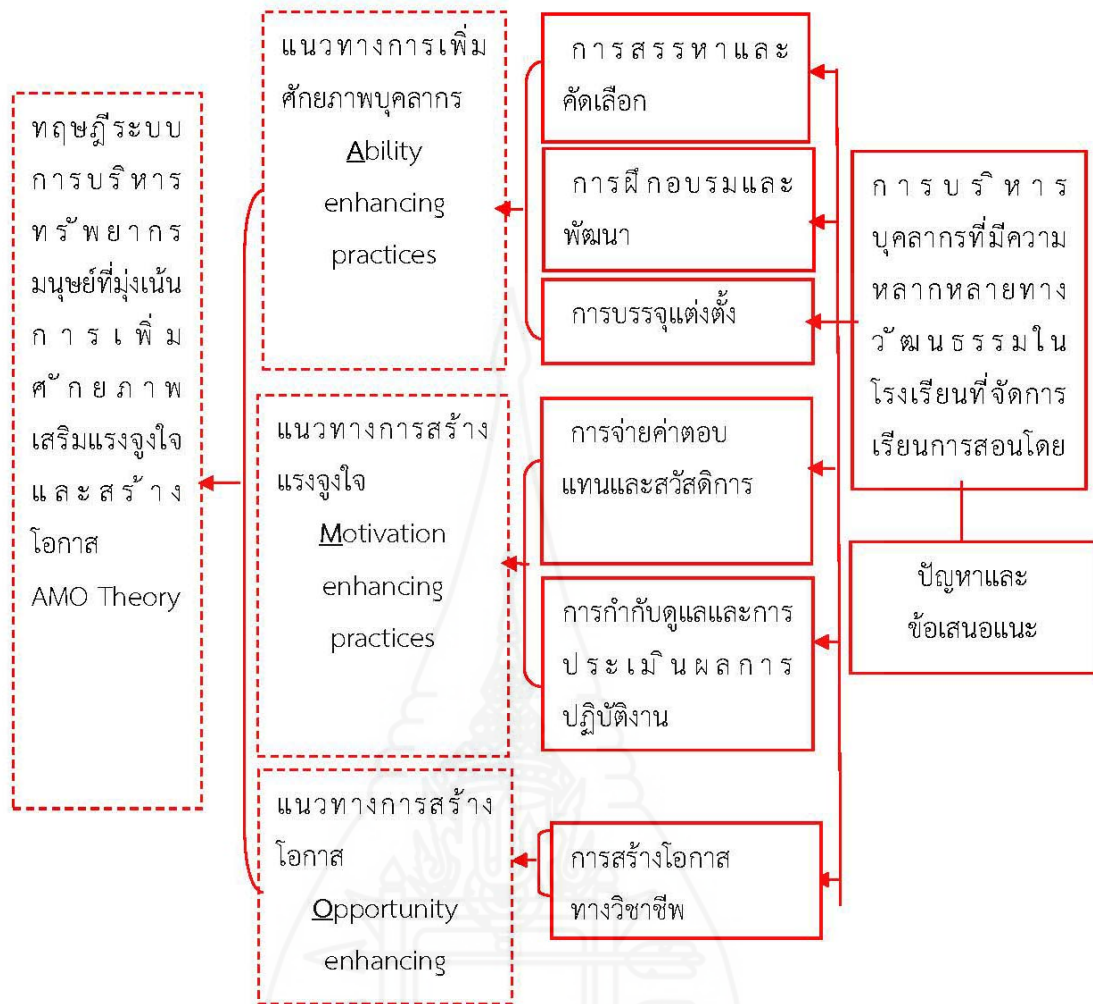 ทฤษฎีระบบ
การบริหาร
ทรัพยากร
มนุษย์ที่มุ่งเน้น
การเพิ่ม
ศักยภาพ
เสริมแรงจูงใจ
และสร้าง
โอกาส
AMO Theory
แนวทางการเพิ่ม
ศักยภาพบุคลากร
Ability
enhancing
practices
แนวทางการสร้าง
แรงจูงใจ
Motivation
enhancing
practices
แนวทางการสร้าง
โอกาส
Opportunity
enhancing
การสรรหาและ
คัดเลือก
การฝึกอบรมและ
พัฒนา
การบรรจุแต่งตั้ง
การจ่ายค่าตอบ
แทนและสวัสดิการ
การกำกับดูแลและการ
ประเมินผลการ
ปฏิบัติงาน
การสร้างโอกาส
ทางวิชาชีพ
การบริหาร
บุคลากรที่มีความ
หลากหลายทาง
วัฒนธรรมใน
โรงเรียนที่จัดการ
เรียนการสอนโดย
ปัญหาและ
ข้อเสนอแนะ